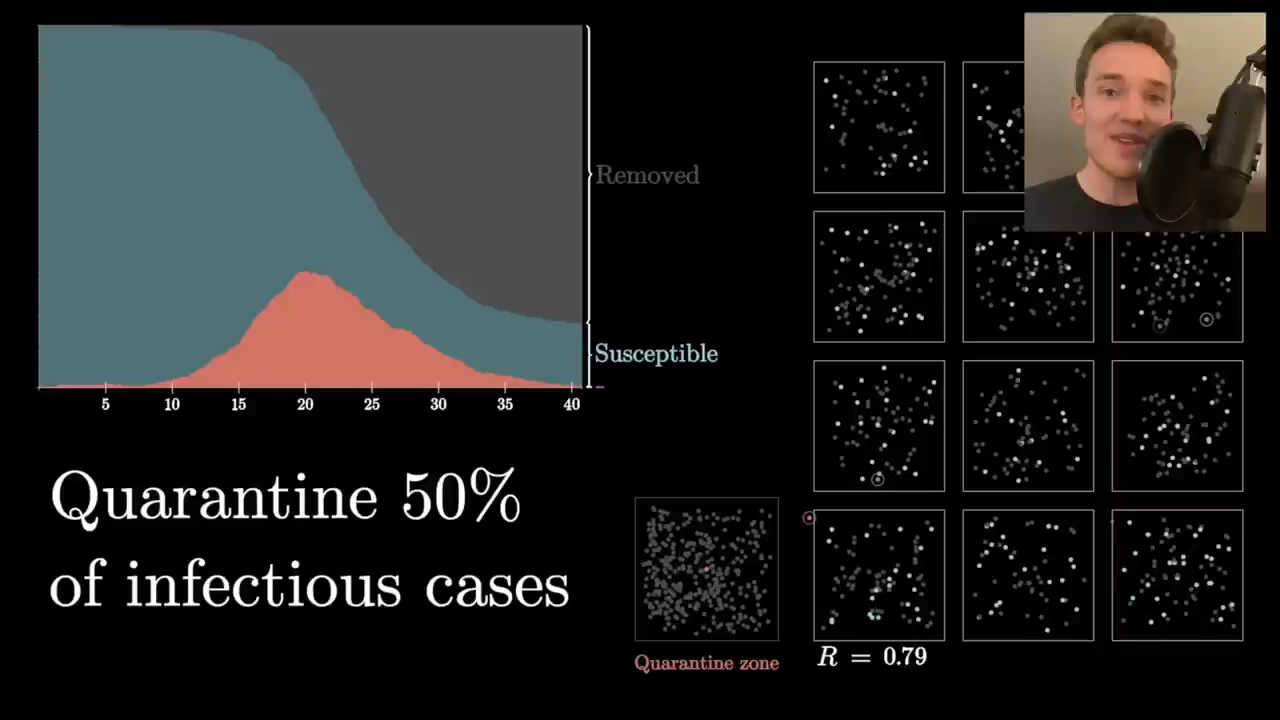 Removed
Susceptible
5 10 15 20 25 30 35 40
Quarantine 50%
of infectious cases
Quarantine zone
R = 0.79